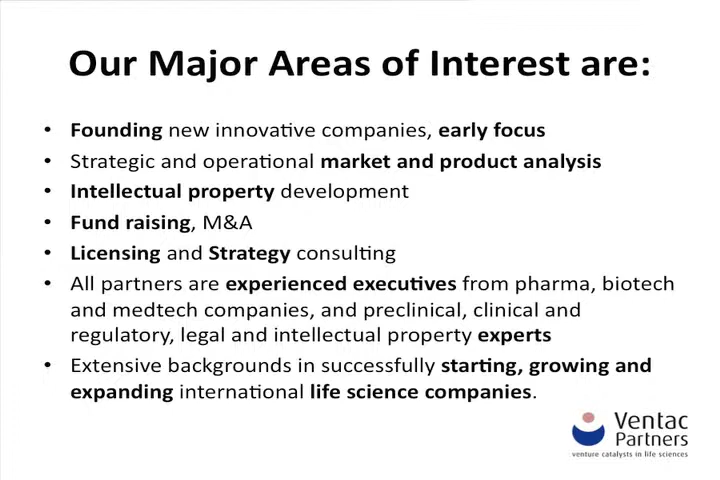 Our Major Areas of Interest are:
• Founding new innovative companies, early focus
• Strategic and operational market and product analysis
• Intellectual property development
• Fund raising, M&A
• Licensing and Strategy consulting
• All partners are experienced executives from pharma, biotech
and medtech companies, and preclinical, clinical and
regulatory, legal and intellectual property experts
• Extensive backgrounds in successfully starting, growing and
expanding international life science companies.
Ventac
Partners
venture catalysts in life sciences